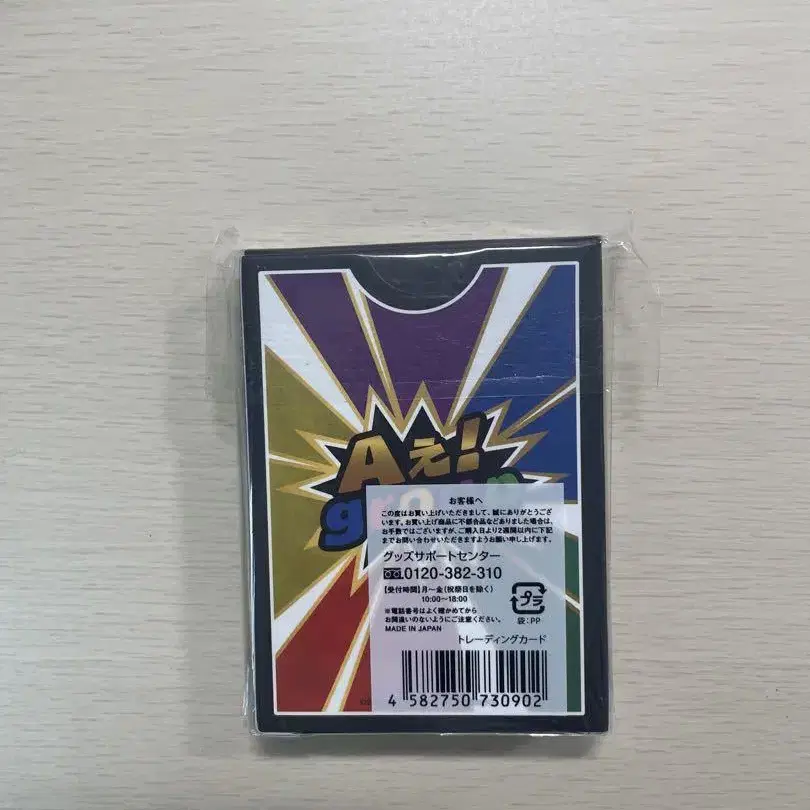 Aぇ!
group
お客様へ
この度はお買い上げいただきまして、誠にありがとうござ
います。お買い上げ商品に不都合品などありました場合は、
お手数ではございますが、ご購入日より2週間以内に下記
までお問い合わせいただきますようお願い申し上げます。
グッズサポートセンター
0120-382-310
【受付時間】月〜金(祝祭日を除く)
10:00〜18:00
※電話番号はよく確かめてから
お間違いのないようにご注意ください。
MADE IN JAPAN
プラ
袋:PP
トレーディングカード
4 582750 730902